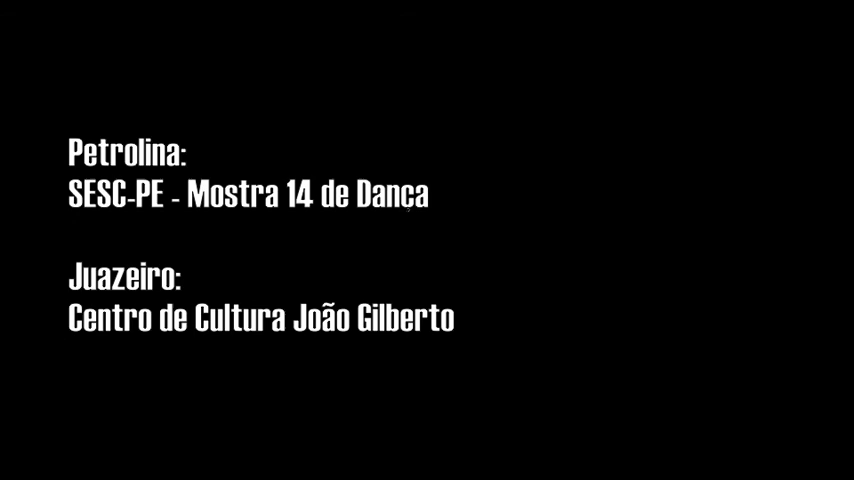 Petrolina:
SESC-PE - Mostra 14 de Dança
Juazeiro:
Centro de Cultura João Gilberto